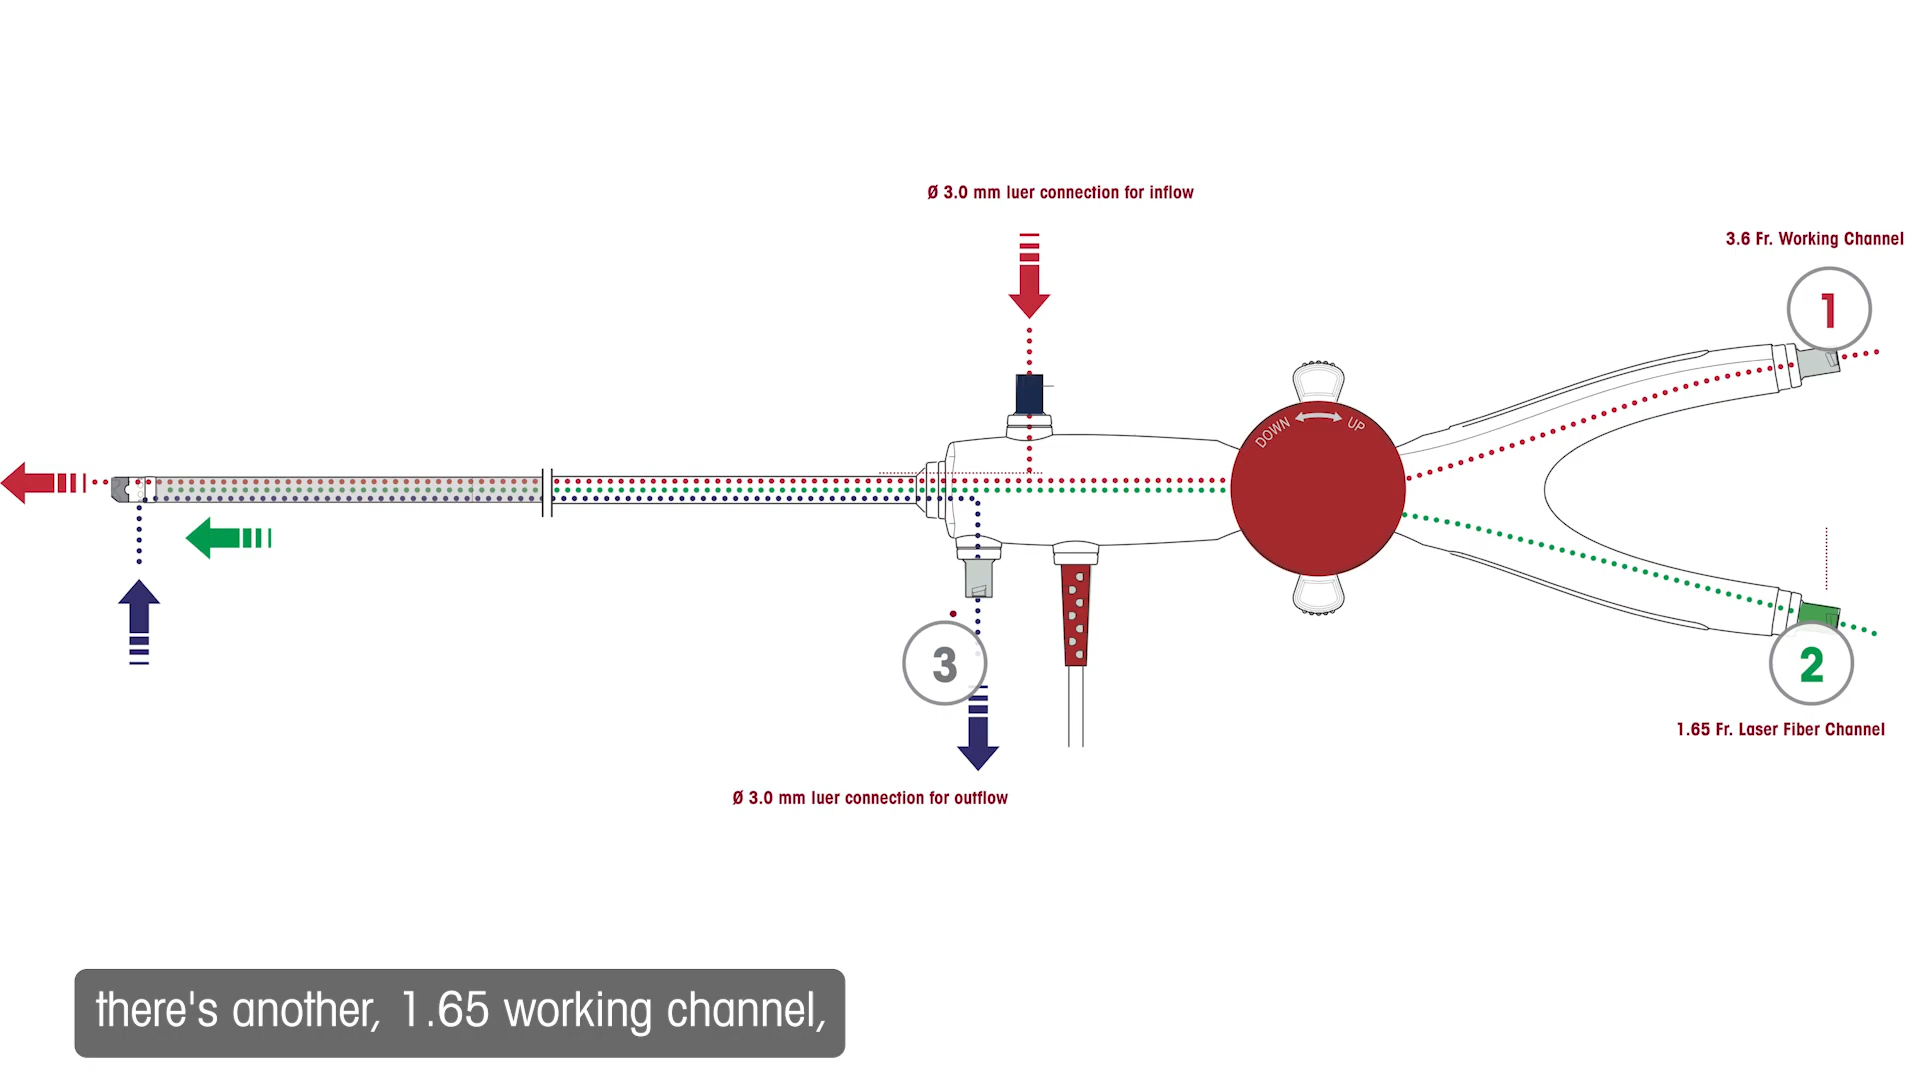 Ø 3.0 mm luer connection for inflow
3.6 Fr. Working Channel
1
DOWN UP
3
2
1.65 Fr. Laser Fiber Channel
Ø 3.0 mm luer connection for outflow
there's another, 1.65 working channel,